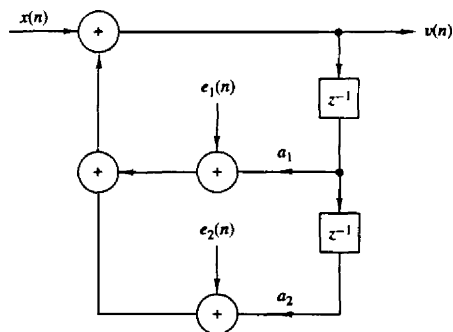 x(n) + v(n)
z⁻¹
e₁(n)
+ + a₁
z⁻¹
e₂(n)
+ a₂